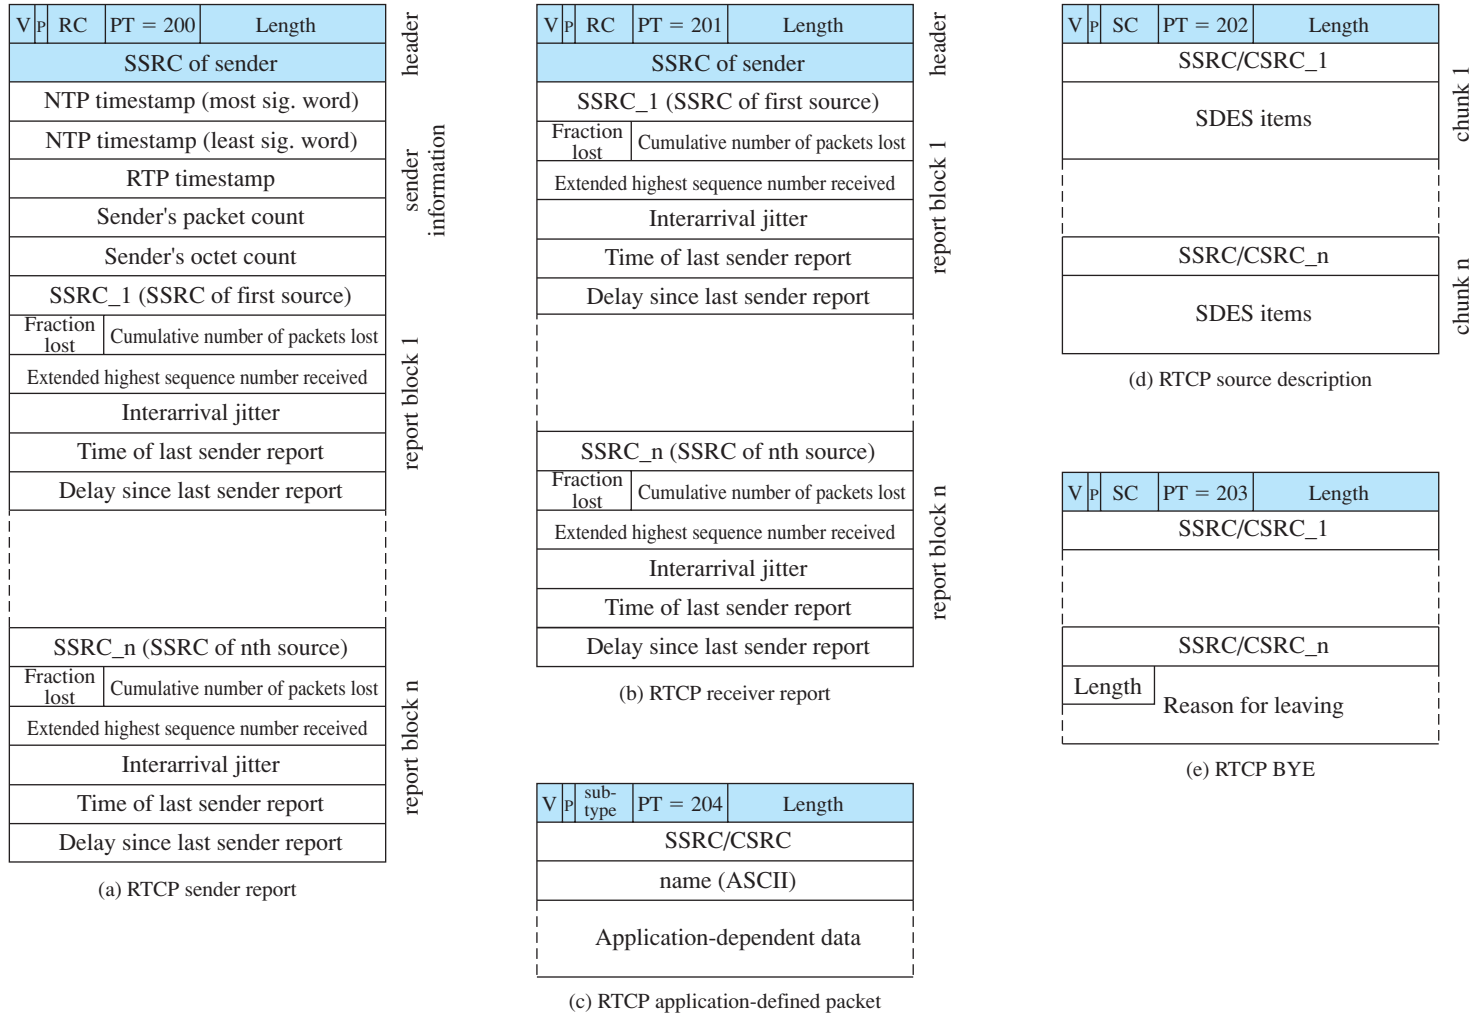 V P RC PT = 200 Length
SSRC of sender
header
NTP timestamp (most sig. word)
NTP timestamp (least sig. word)
RTP timestamp
Sender's packet count
Sender's octet count
sender
information
SSRC_1 (SSRC of first source)
Fraction
lost
Cumulative number of packets lost
Extended highest sequence number received
Interarrival jitter
Time of last sender report
Delay since last sender report
report block 1
SSRC_n (SSRC of nth source)
Fraction
lost
Cumulative number of packets lost
Extended highest sequence number received
Interarrival jitter
Time of last sender report
Delay since last sender report
report block n
(a) RTCP sender report
V P RC PT = 201 Length
SSRC of sender
header
SSRC_1 (SSRC of first source)
Fraction
lost
Cumulative number of packets lost
Extended highest sequence number received
Interarrival jitter
Time of last sender report
Delay since last sender report
report block 1
SSRC_n (SSRC of nth source)
Fraction
lost
Cumulative number of packets lost
Extended highest sequence number received
Interarrival jitter
Time of last sender report
Delay since last sender report
report block n
(b) RTCP receiver report
V P sub-
type
PT = 204 Length
SSRC/CSRC
name (ASCII)
Application-dependent data
(c) RTCP application-defined packet
V P SC PT = 202 Length
SSRC/CSRC_1
SDES items
chunk 1
SSRC/CSRC_n
SDES items
chunk n
(d) RTCP source description
V P SC PT = 203 Length
SSRC/CSRC_1
SSRC/CSRC_n
Length
Reason for leaving
(e) RTCP BYE